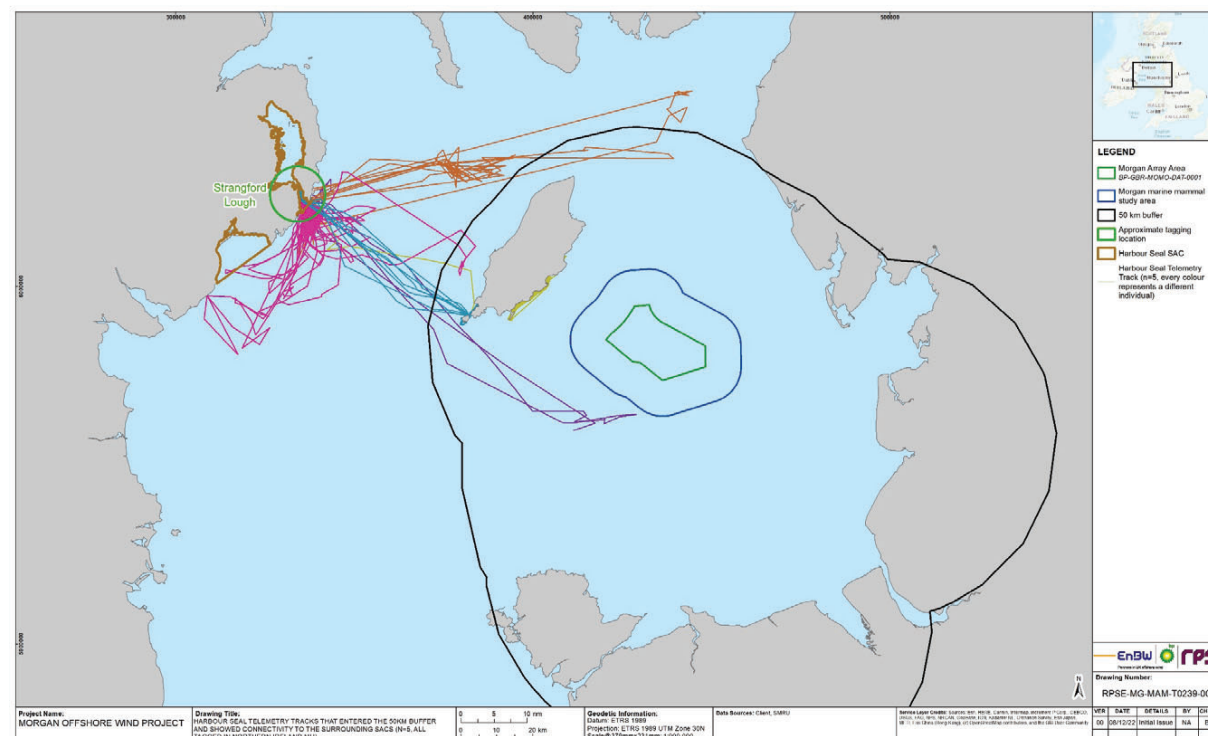 300000
400000
500000
Strangford
Lough
LEGEND
Morgan Array Area
BP-GBR-MOMO-DAT-0001
Morgan marine mammal
study area
50 km buffer
Approximate tagging
location
Harbour Seal SAC
Harbour Seal Telemetry
Track (n=5, every colour
represents a different
individual)
N
EnBW
bp
rps
Drawing Number:
RPSE-MG-MAM-T0239-00
Project Name:
MORGAN OFFSHORE WIND PROJECT
Drawing Title:
HARBOUR SEAL TELEMETRY TRACKS THAT ENTERED THE 50KM BUFFER
AND SHOWED CONNECTIVITY TO THE SURROUNDING SACS (N=5, ALL
0 5 10 nm
0 10 20 km
Geodetic Information:
Datum: ETRS 1989
Projection: ETRS 1989 UTM Zone 30N
Data Sources: Client, SMRU
VER DATE DETAILS BY
00 08/12/22 Initial Issue NA